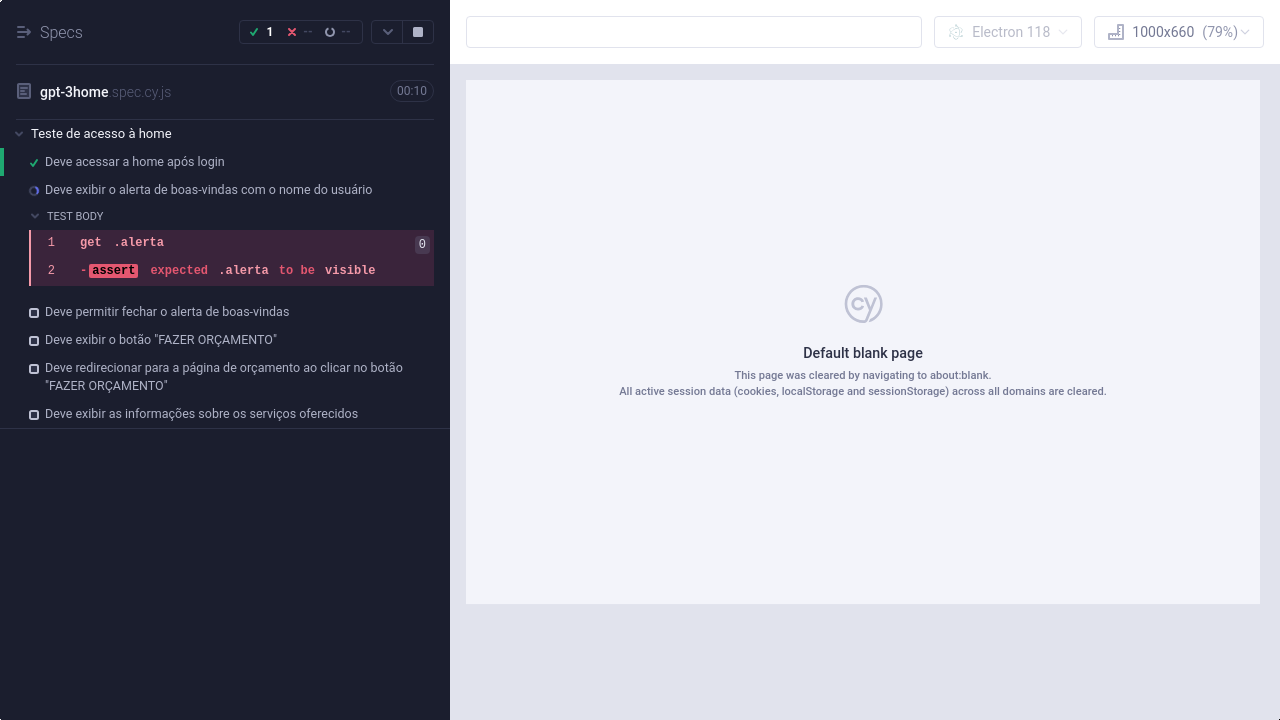 Specs
1
--
--
gpt-3home.spec.cy.js
00:10
Teste de acesso à home
Deve acessar a home após login
Deve exibir o alerta de boas-vindas com o nome do usuário
TEST BODY
1 get .alerta 0
2 -assert expected .alerta to be visible
Deve permitir fechar o alerta de boas-vindas
Deve exibir o botão "FAZER ORÇAMENTO"
Deve redirecionar para a página de orçamento ao clicar no botão
"FAZER ORÇAMENTO"
Deve exibir as informações sobre os serviços oferecidos
Electron 118
1000x660 (79%)
cy
Default blank page
This page was cleared by navigating to about:blank.
All active session data (cookies, localStorage and sessionStorage) across all domains are cleared.